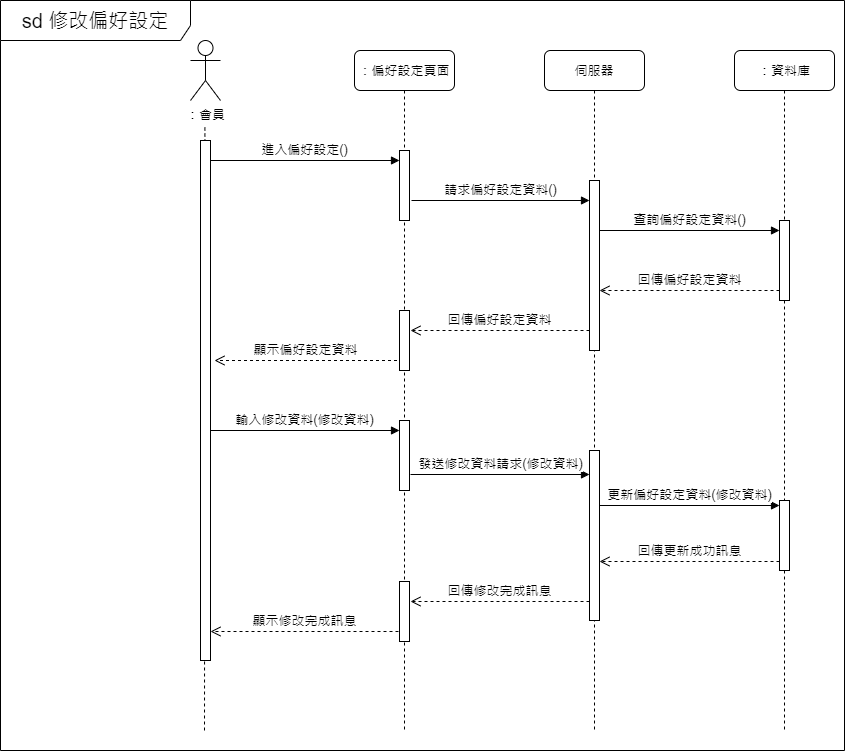 sd 修改偏好設定
：會員
：偏好設定頁面
伺服器
：資料庫
進入偏好設定()
請求偏好設定資料()
查詢偏好設定資料()
回傳偏好設定資料
回傳偏好設定資料
顯示偏好設定資料
輸入修改資料(修改資料)
發送修改資料請求(修改資料)
更新偏好設定資料(修改資料)
回傳更新成功訊息
回傳修改完成訊息
顯示修改完成訊息